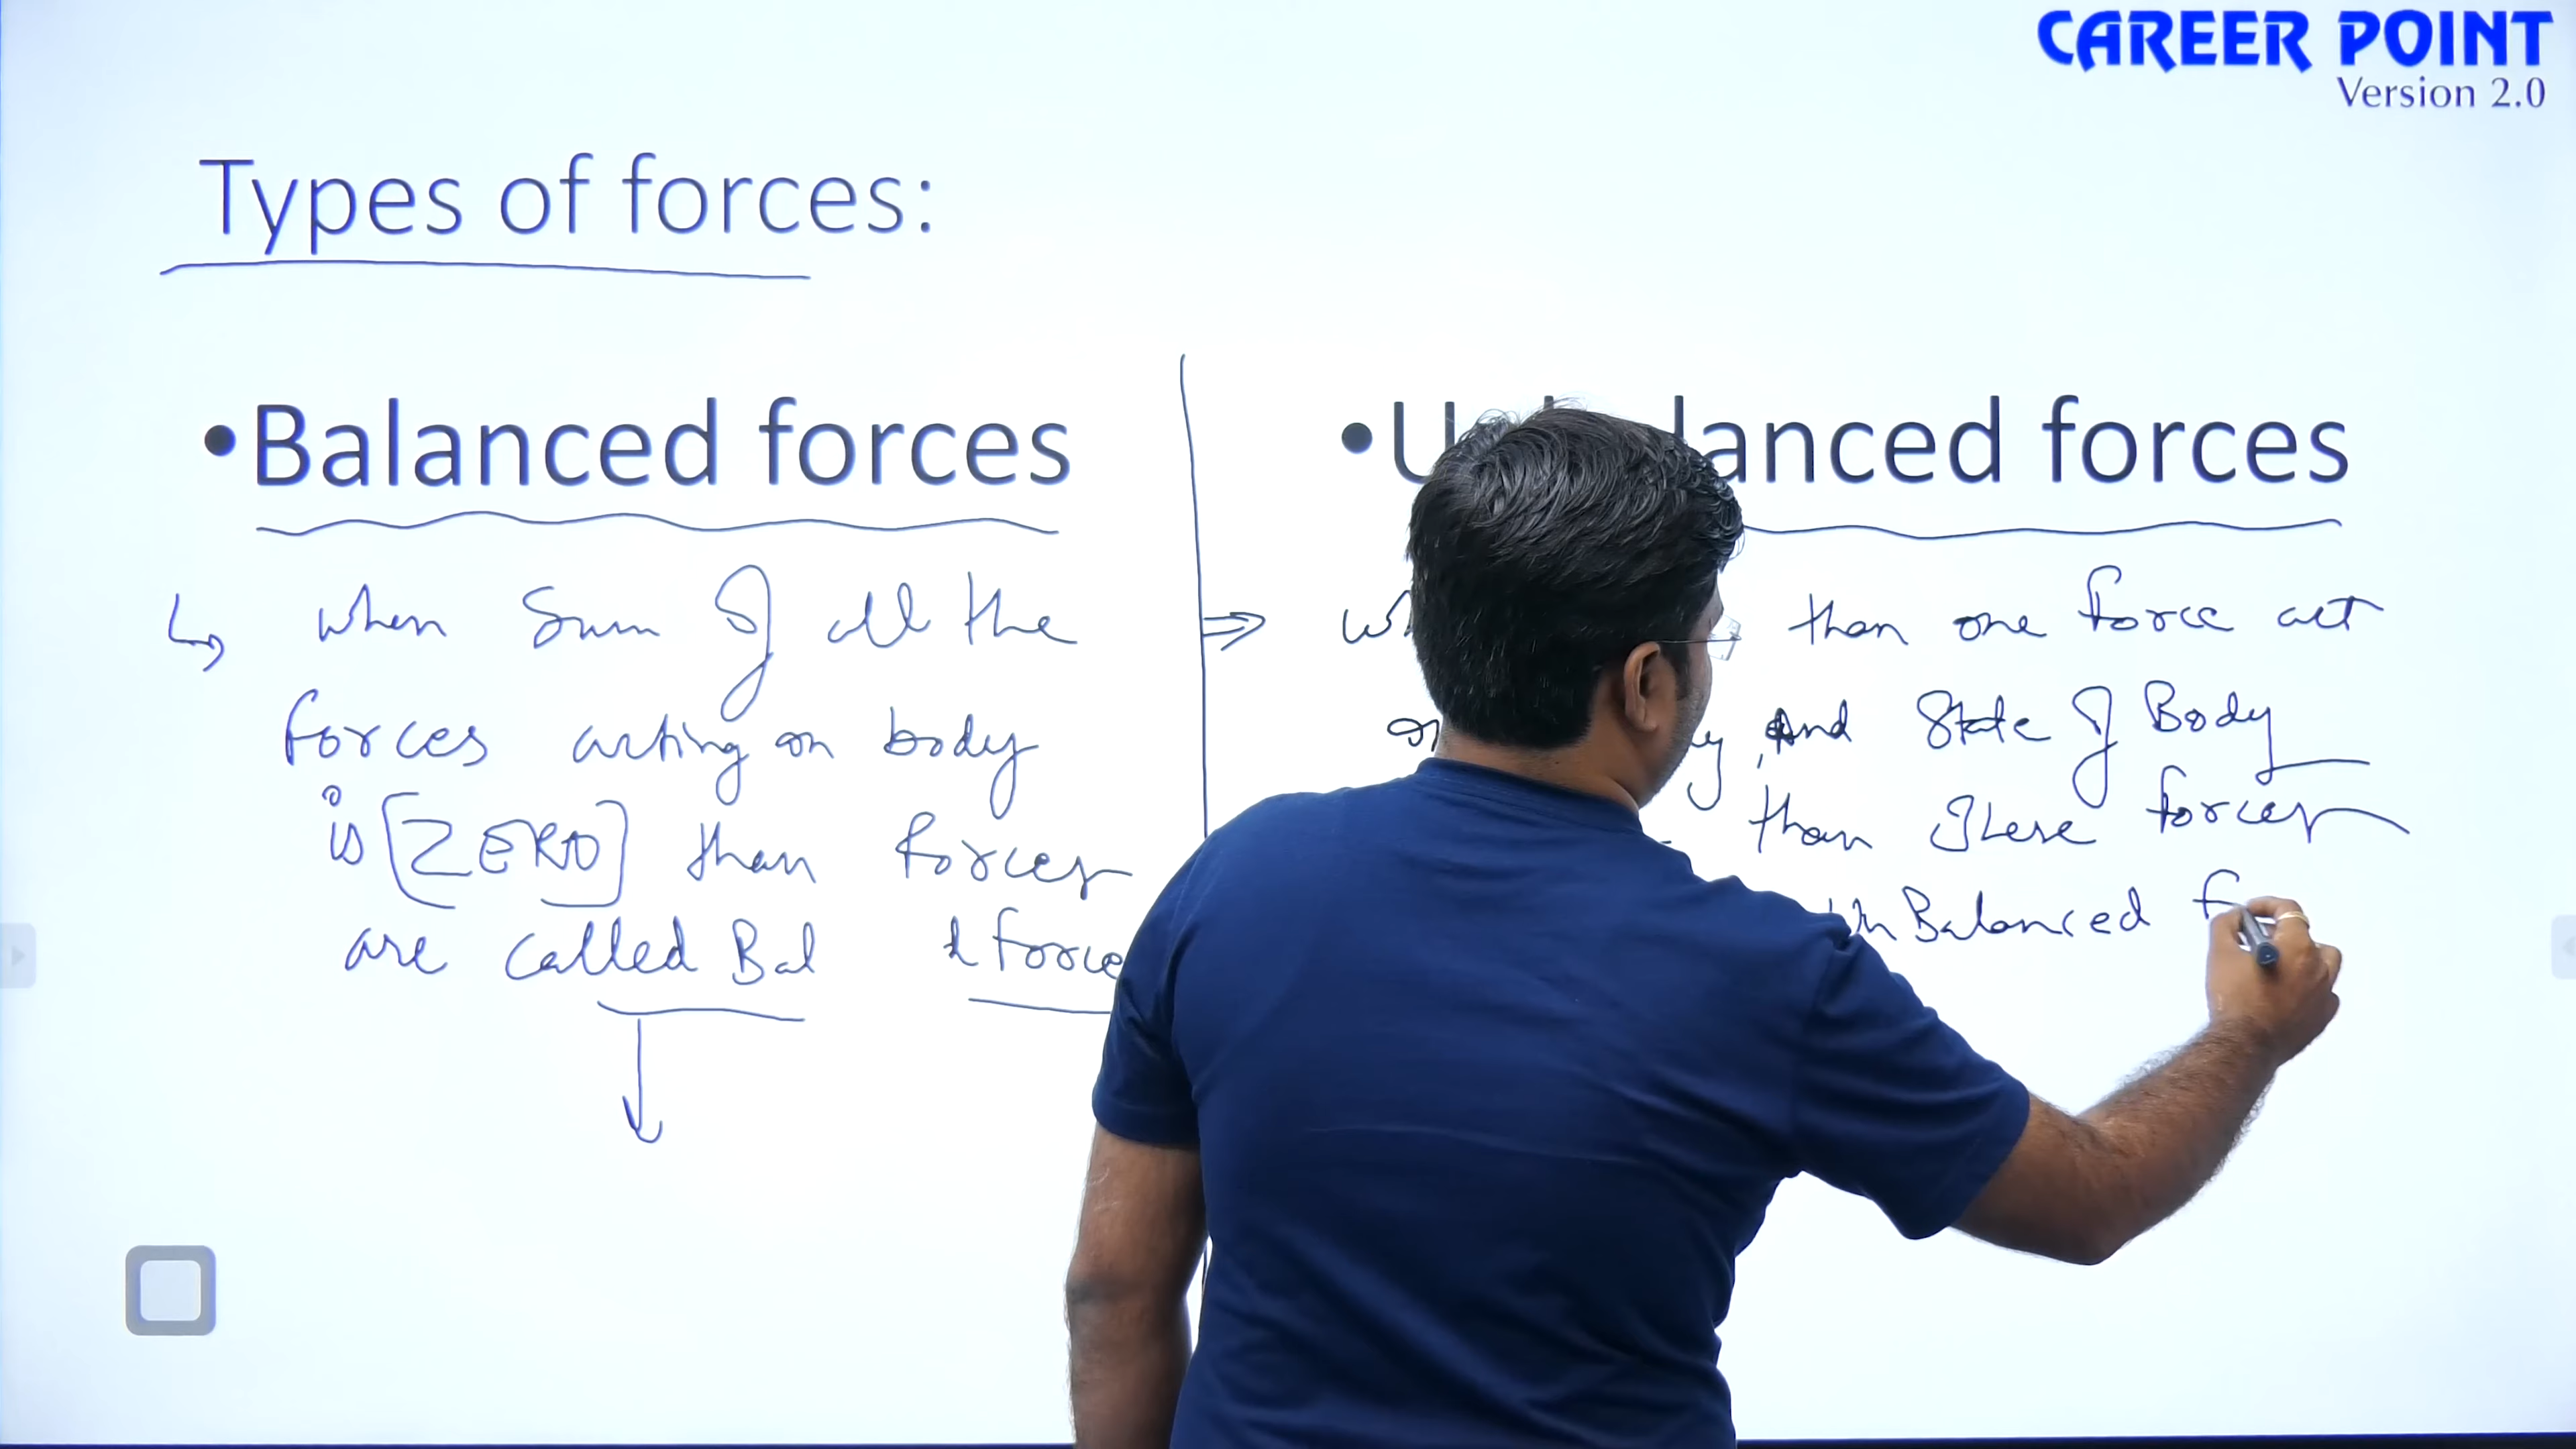 CAREER POINT
Version 2.0
Types of forces:
•Balanced forces
when Sum of all the
forces acting on body
is [ZERO] than forces
are called Bal d force
lanced forces
than one force act
and State of Body
than These forces
UnBalanced f